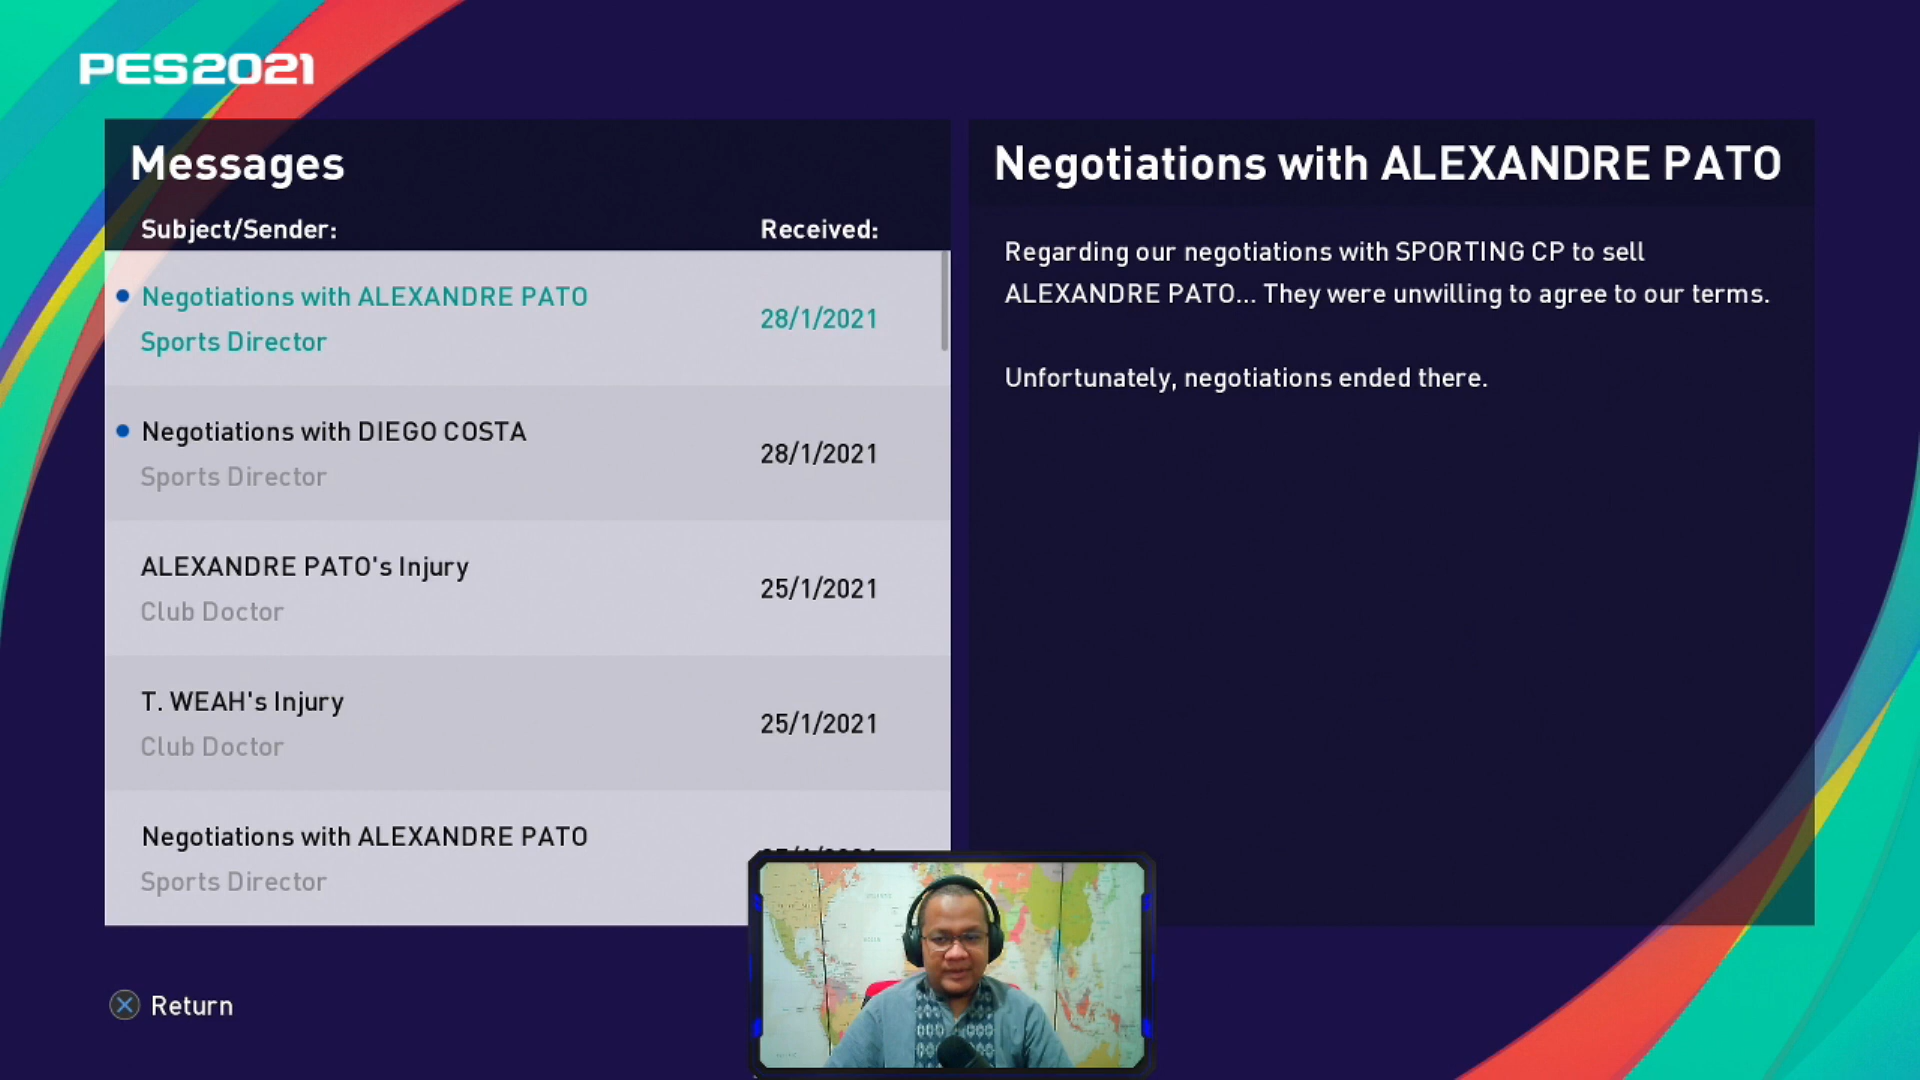 PES2021
Messages
Subject/Sender:
Received:
Negotiations with ALEXANDRE PATO
Sports Director
28/1/2021
Negotiations with DIEGO COSTA
Sports Director
28/1/2021
ALEXANDRE PATO's Injury
Club Doctor
25/1/2021
T. WEAH's Injury
Club Doctor
25/1/2021
Negotiations with ALEXANDRE PATO
Sports Director
Negotiations with ALEXANDRE PATO
Regarding our negotiations with SPORTING CP to sell
ALEXANDRE PATO... They were unwilling to agree to our terms.
Unfortunately, negotiations ended there.
Return